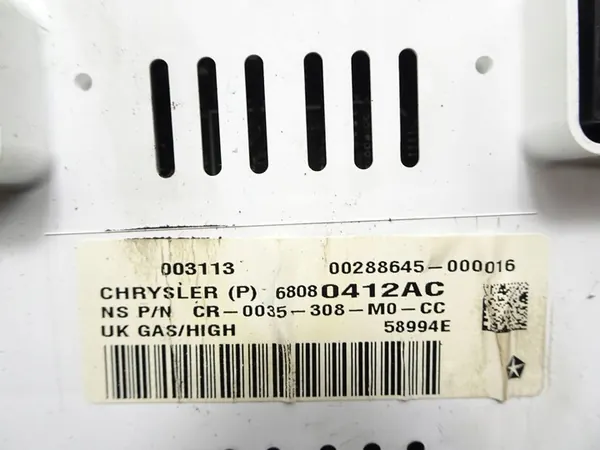 003113 00288645-000016
CHRYSLER (P) 68080412AC
NS P/N CR-0035-308-M0-CC
UK GAS/HIGH 58994E